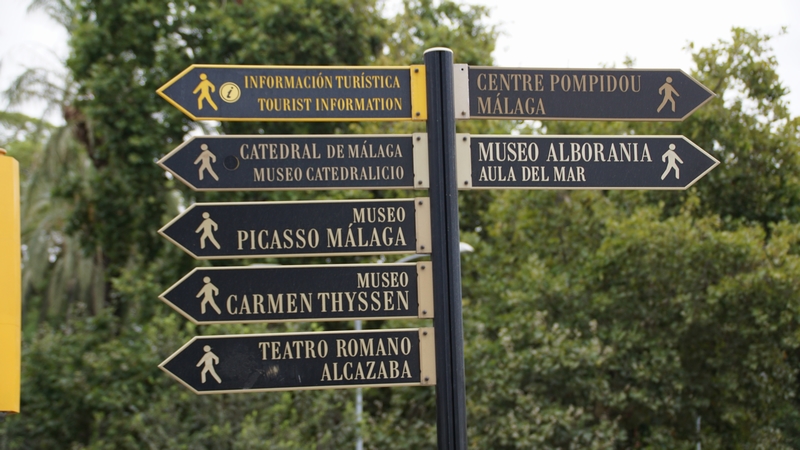 INFORMACIÓN TURÍSTICA
TOURIST INFORMATION
CATEDRAL DE MÁLAGA
MUSEO CATEDRALICIO
MUSEO
PICASSO MÁLAGA
MUSEO
CARMEN THYSSEN
TEATRO ROMANO
ALCAZABA
CENTRE POMPIDOU
MÁLAGA
MUSEO ALBORANIA
AULA DEL MAR